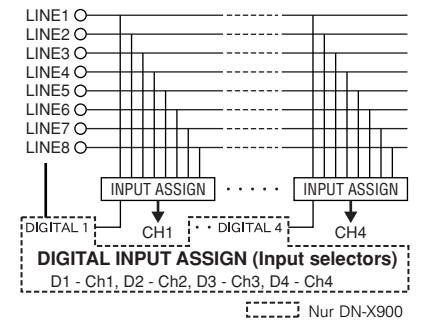 LINE1
LINE2
LINE3
LINE4
LINE5
LINE6
LINE7
LINE8
INPUT ASSIGN · · · · · INPUT ASSIGN
DIGITAL 1 CH1 · · DIGITAL 4 CH4
DIGITAL INPUT ASSIGN (Input selectors)
D1 - Ch1, D2 - Ch2, D3 - Ch3, D4 - Ch4
Nur DN-X900